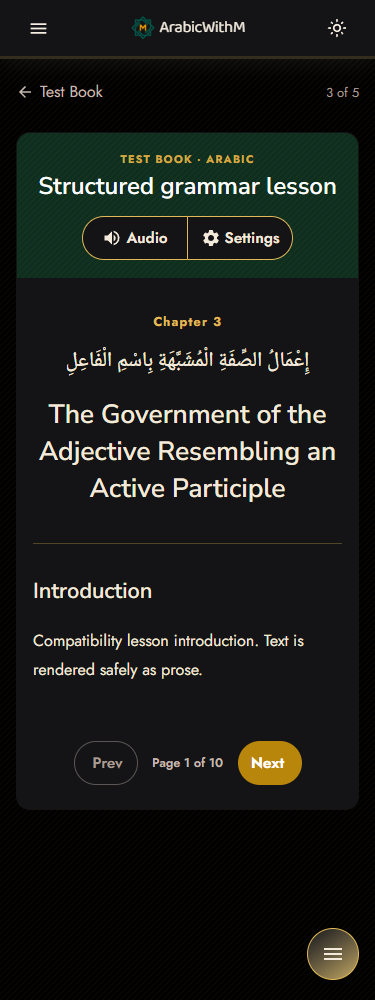 M ArabicWithM
Test Book
3 of 5
TEST BOOK · ARABIC
Structured grammar lesson
Audio
Settings
Chapter 3
إِعْمَالُ الصِّفَةِ الْمُشَبَّهَةِ بِاسْمِ الْفَاعِلِ
The Government of the
Adjective Resembling an
Active Participle
Introduction
Compatibility lesson introduction. Text is
rendered safely as prose.
Prev
Page 1 of 10
Next